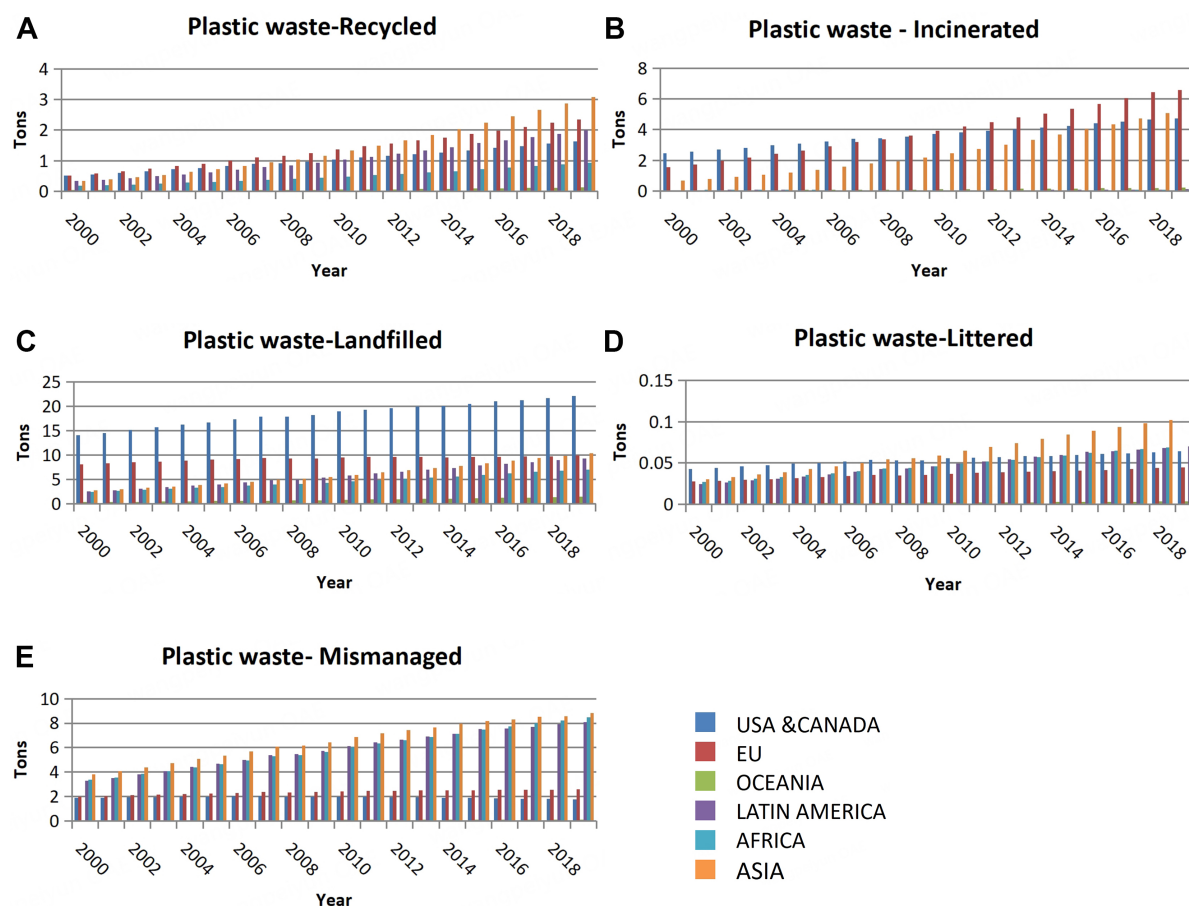 A
Plastic waste-Recycled
4
3
2
1
0
Tons
2000
2002
2004
2006
2008
2010
2012
2014
2016
2018
Year
B
Plastic waste - Incinerated
8
6
4
2
0
Tons
2000
2002
2004
2006
2008
2010
2012
2014
2016
2018
Year
C
Plastic waste-Landfilled
25
20
15
10
5
0
Tons
2000
2002
2004
2006
2008
2010
2012
2014
2016
2018
Year
D
Plastic waste-Littered
0.15
0.1
0.05
0
Tons
2000
2002
2004
2006
2008
2010
2012
2014
2016
2018
Year
E
Plastic waste- Mismanaged
10
8
6
4
2
0
Tons
2000
2002
2004
2006
2008
2010
2012
2014
2016
2018
Year
USA &CANADA
EU
OCEANIA
LATIN AMERICA
AFRICA
ASIA